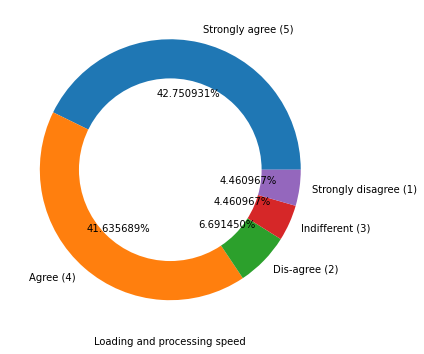 Strongly agree (5)
42.750931%
4.460967%
Strongly disagree (1)
4.460967%
41.635689%
6.691450%
Indifferent (3)
Dis-agree (2)
Agree (4)
Loading and processing speed